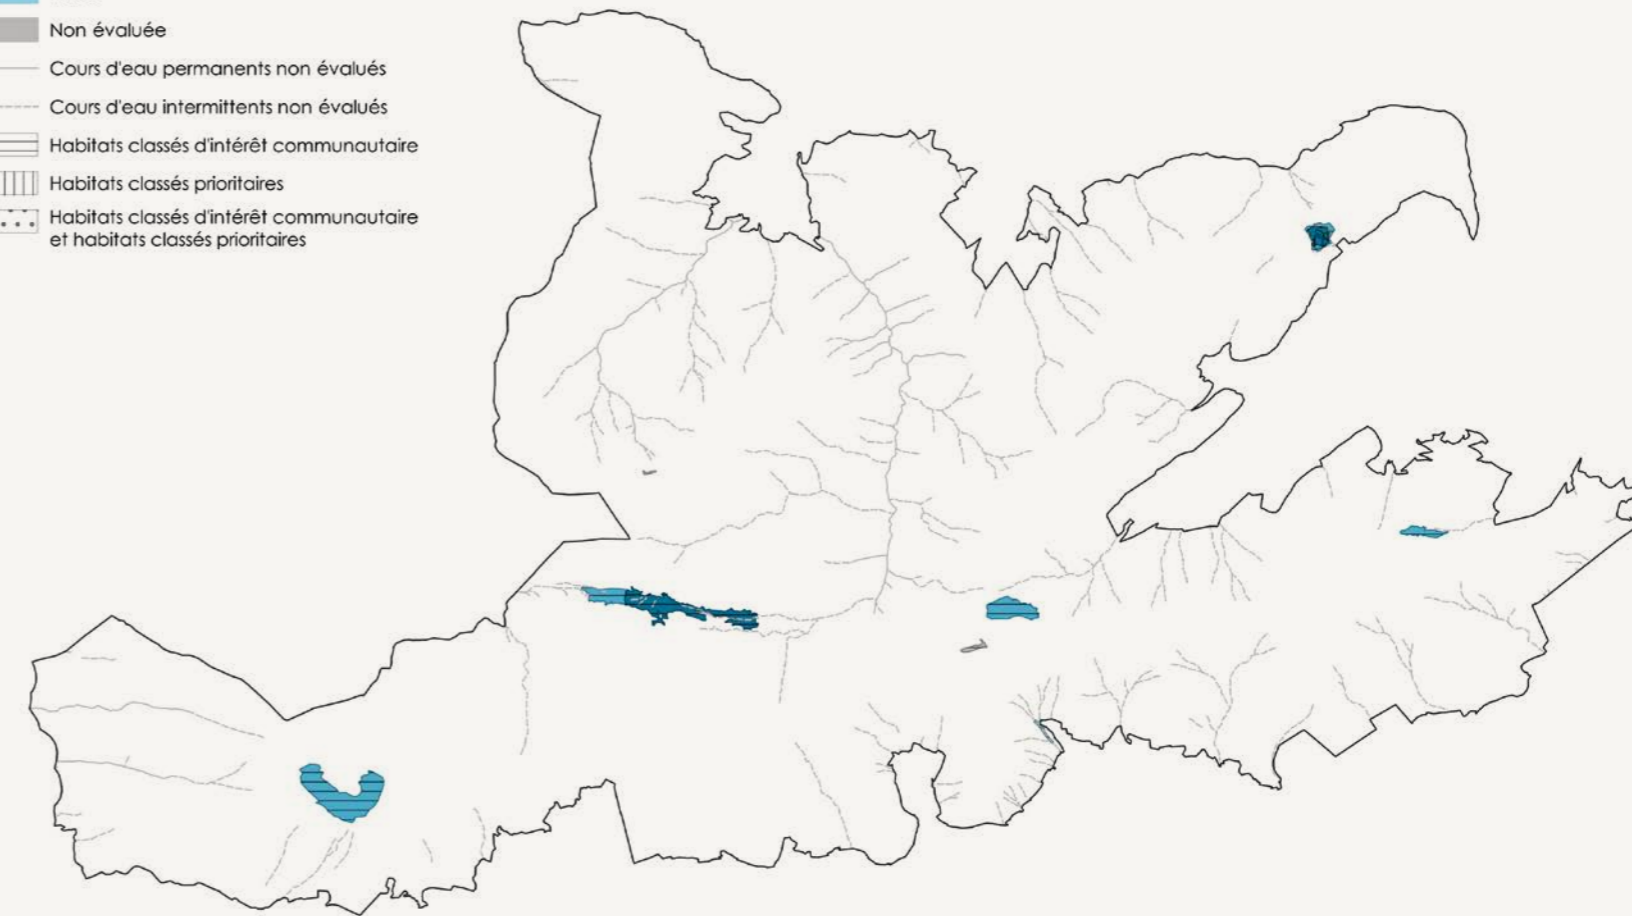 Non évaluée
Cours d'eau permanents non évalués
Cours d'eau intermittents non évalués
Habitats classés d'intérêt communautaire
Habitats classés prioritaires
Habitats classés d'intérêt communautaire
et habitats classés prioritaires